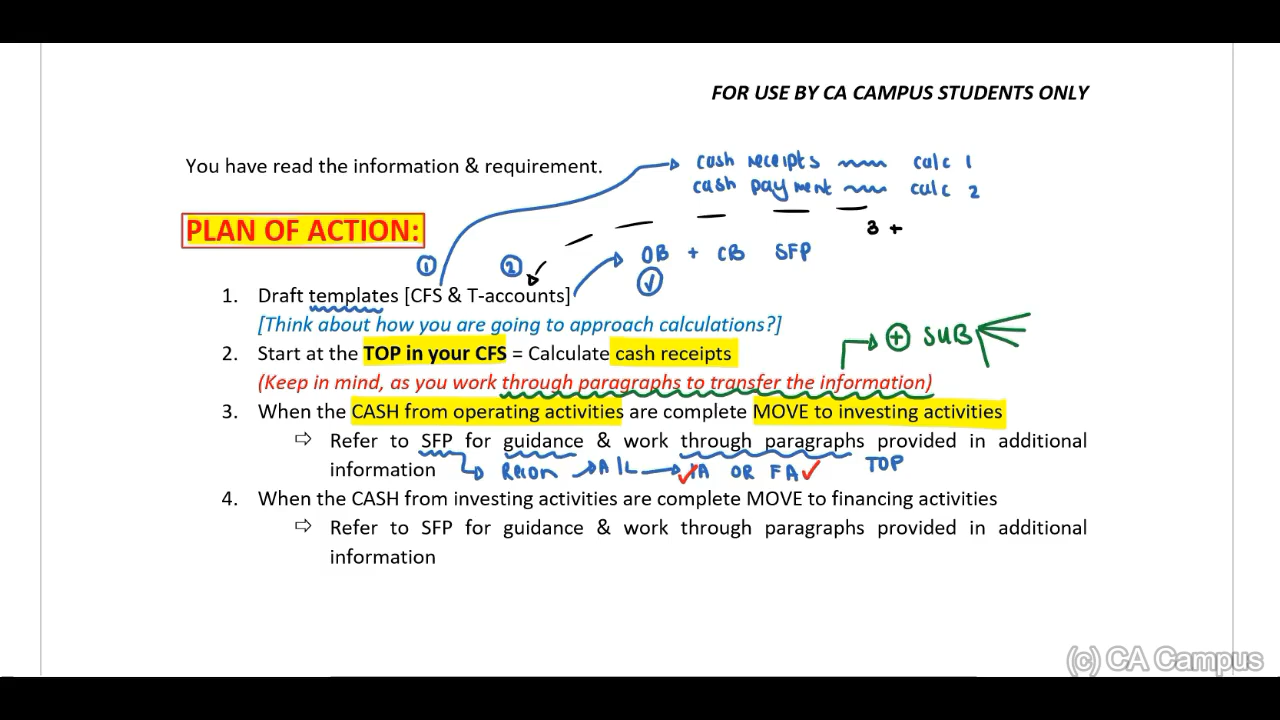 FOR USE BY CA CAMPUS STUDENTS ONLY
You have read the information & requirement.
cash receipts calc 1
cash payment calc 2
PLAN OF ACTION:
3 +
1 2 OB + CB SFP
1. Draft templates [CFS & T-accounts]
[Think about how you are going to approach calculations?]
+ SUB
2. Start at the TOP in your CFS = Calculate cash receipts
(Keep in mind, as you work through paragraphs to transfer the information)
3. When the CASH from operating activities are complete MOVE to investing activities
⇨ Refer to SFP for guidance & work through paragraphs provided in additional
information
Recon A/L IA OR FA TOP
4. When the CASH from investing activities are complete MOVE to financing activities
⇨ Refer to SFP for guidance & work through paragraphs provided in additional
information
(c) CA Campus